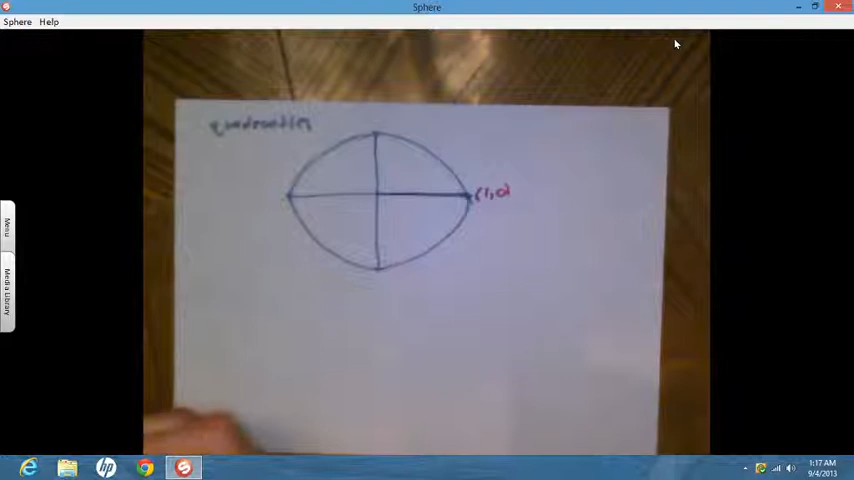 Sphere
Sphere Help
(1,0)
Menu
Media Library
1:17 AM
9/4/2013